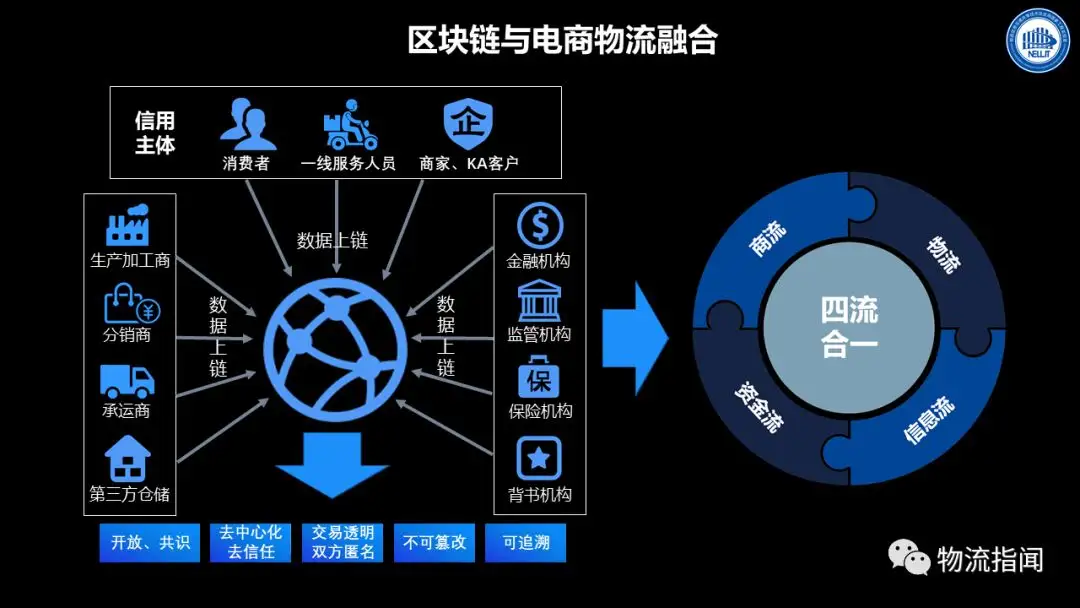 区块链与电商物流融合
NELLIT
信用
主体
消费者
一线服务人员
企
商家、KA客户
数据上链
生产加工商
¥
分销商
承运商
第三方仓储
数
据
上
链
数
据
上
链
$
金融机构
监管机构
保
保险机构
背书机构
开放、共识
去中心化
去信任
交易透明
双方匿名
不可篡改
可追溯
商流
物流
四流
合一
资金流
信息流
物流指闻